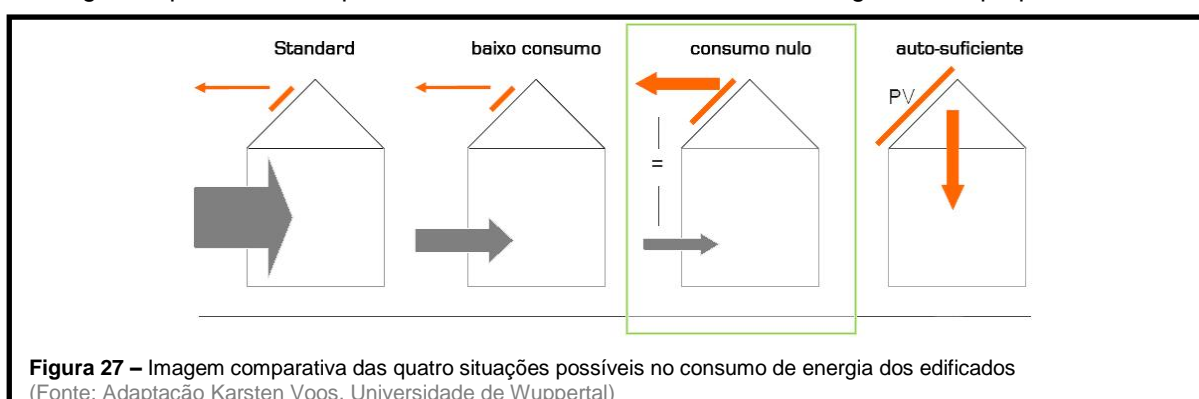 Standard
baixo consumo
consumo nulo
auto-suficiente
PV
=
Figura 27 – Imagem comparativa das quatro situações possíveis no consumo de energia dos edificados
(Fonte: Adaptação Karsten Voos, Universidade de Wuppertal)